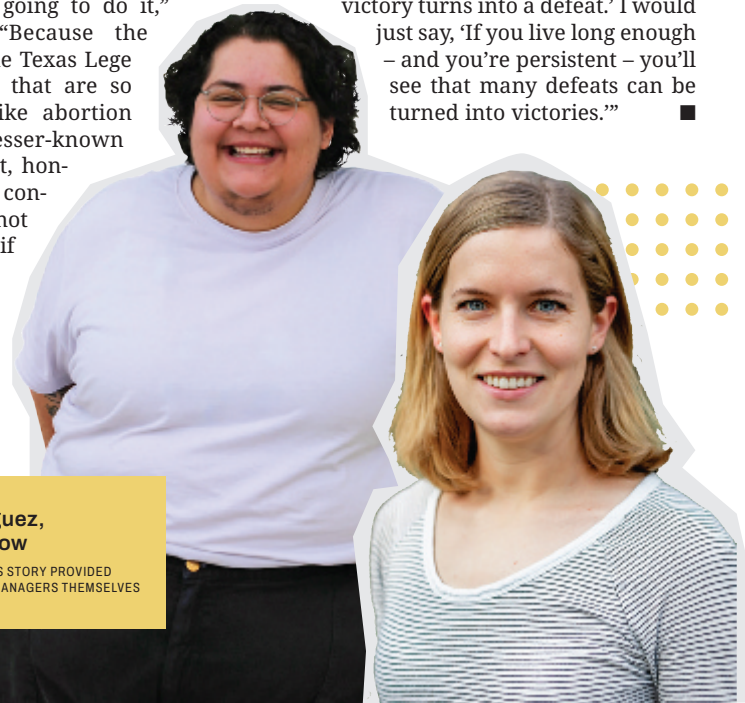 going to do it,”
“Because the
e Texas Lege
that are so
ike abortion
esser-known
t, hon-
con-
not
if
victory turns into a defeat.’ I would
just say, ‘If you live long enough
– and you’re persistent – you’ll
see that many defeats can be
turned into victories.’”
guez,
ow
S STORY PROVIDED
ANAGERS THEMSELVES